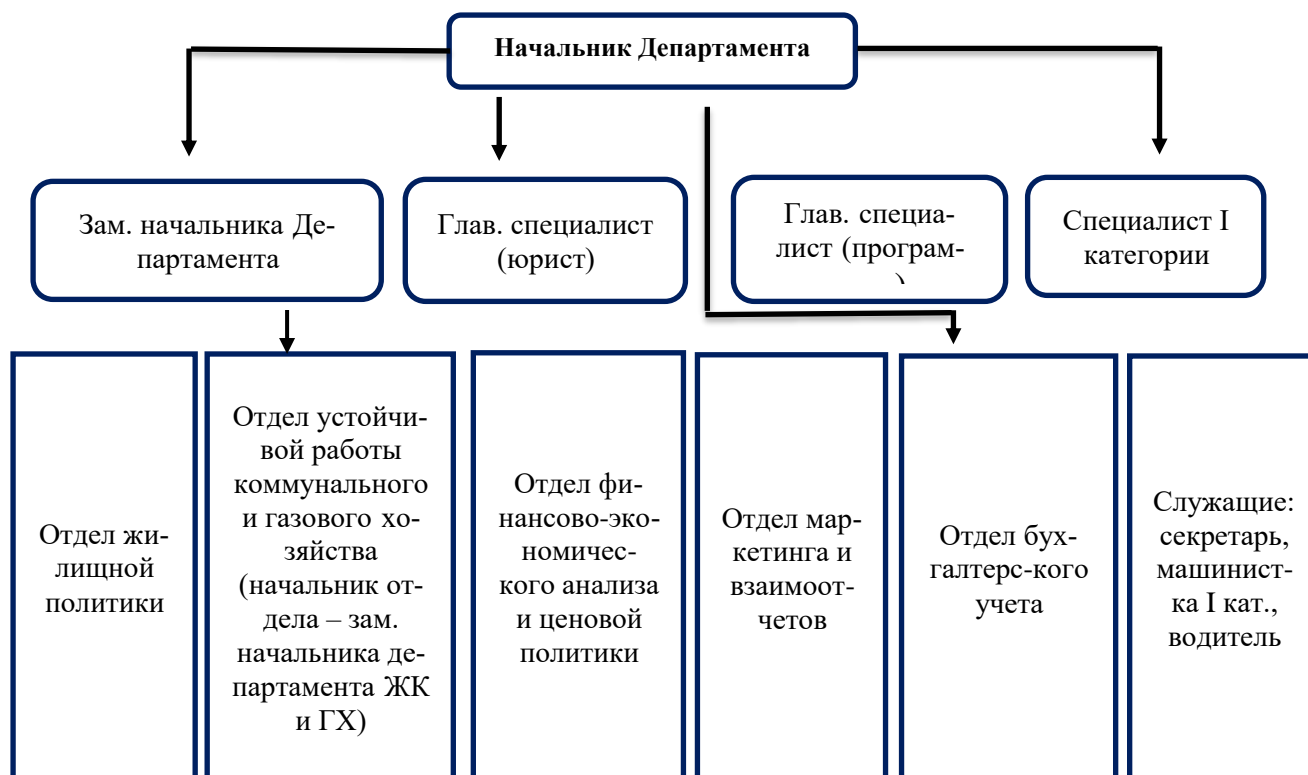 Начальник Департамента
Зам. начальника Де-
партамента
Глав. специалист
(юрист)
Глав. специа-
лист (програм-
Специалист I
категории
Отдел жи-
лищной
политики
Отдел устойчи-
вой работы
коммунального
и газового хо-
зяйства
(начальник от-
дела – зам.
начальника де-
партамента ЖК
и ГХ)
Отдел фи-
нансово-эко-
номичес-
кого анализа
и ценовой
политики
Отдел мар-
кетинга и
взаимоот-
четов
Отдел бух-
галтерс-кого
учета
Служащие:
секретарь,
машинист-
ка I кат.,
водитель